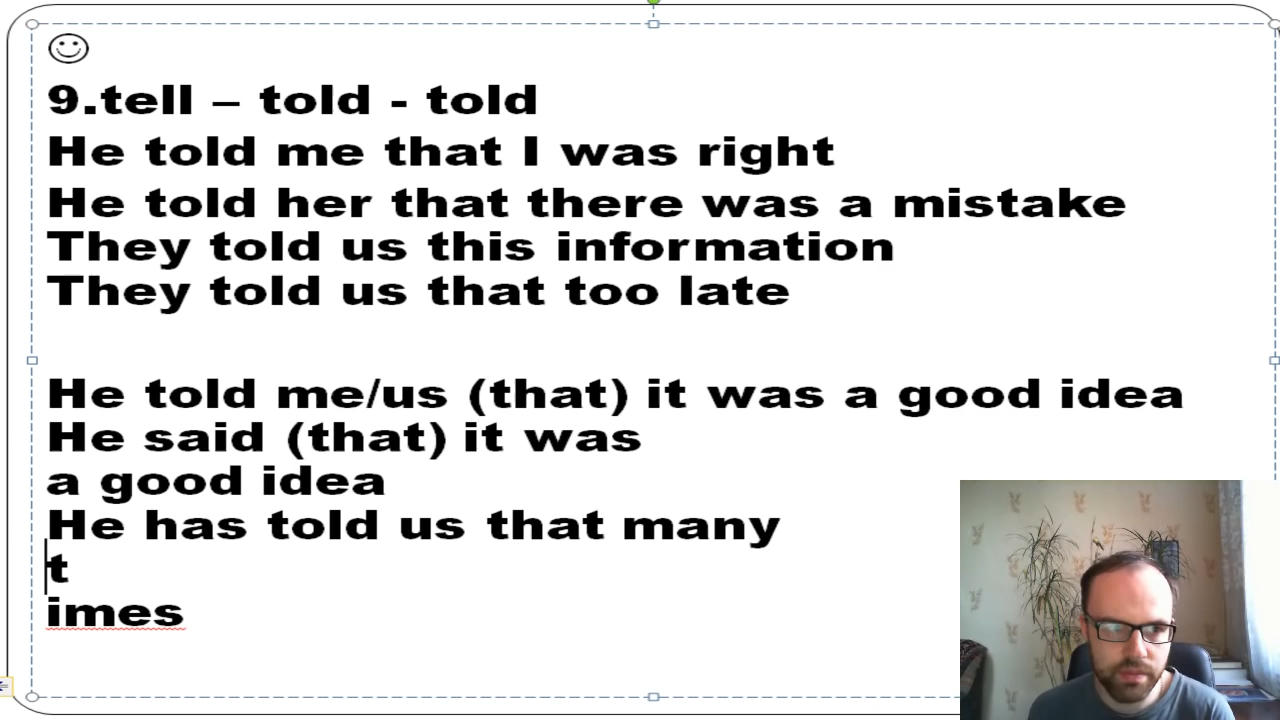 9.tell – told - told
He told me that I was right
He told her that there was a mistake
They told us this information
They told us that too late
He told me/us (that) it was a good idea
He said (that) it was
a good idea
He has told us that many
t
imes